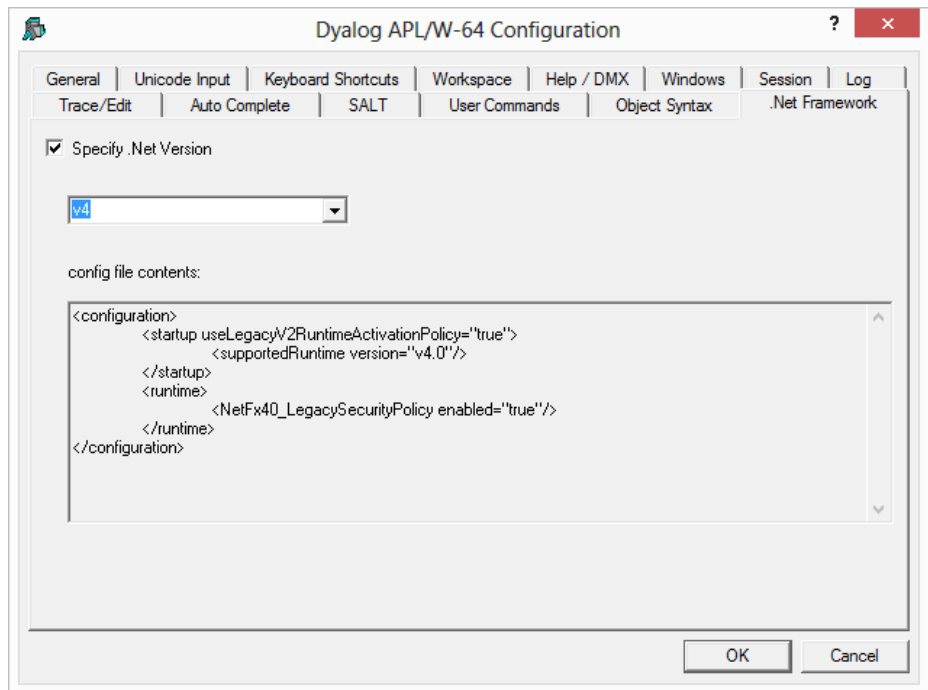 Dyalog APL/W-64 Configuration
?
×
General Unicode Input Keyboard Shortcuts Workspace Help / DMX Windows Session Log
Trace/Edit Auto Complete SALT User Commands Object Syntax .Net Framework
Specify .Net Version
v4
config file contents:
<configuration>
<startup useLegacyV2RuntimeActivationPolicy="true">
<supportedRuntime version="v4.0"/>
</startup>
<runtime>
<NetFx40_LegacySecurityPolicy enabled="true"/>
</runtime>
</configuration>
OK Cancel